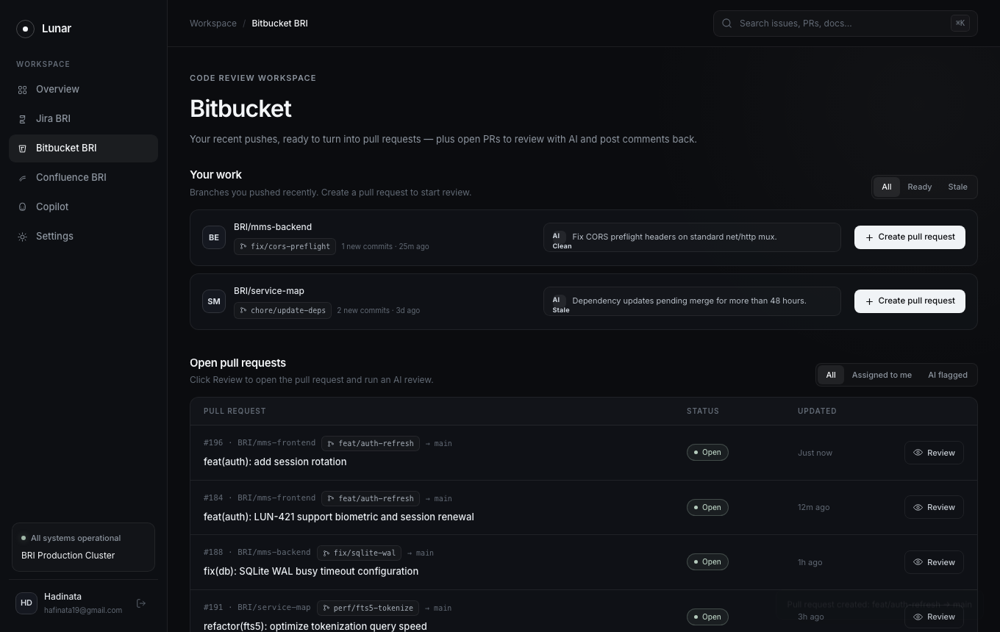 Lunar
WORKSPACE
Overview
Jira BRI
Bitbucket BRI
Confluence BRI
Copilot
Settings
All systems operational
BRI Production Cluster
HD
Hadinata
hafinata19@gmail.com
Workspace / Bitbucket BRI
Search issues, PRs, docs...
⌘K
CODE REVIEW WORKSPACE
Bitbucket
Your recent pushes, ready to turn into pull requests — plus open PRs to review with AI and post comments back.
Your work
Branches you pushed recently. Create a pull request to start review.
All Ready Stale
BE
BRI/mms-backend
fix/cors-preflight 1 new commits · 25m ago
AI Clean
Fix CORS preflight headers on standard net/http mux.
+ Create pull request
SM
BRI/service-map
chore/update-deps 2 new commits · 3d ago
AI Stale
Dependency updates pending merge for more than 48 hours.
+ Create pull request
Open pull requests
Click Review to open the pull request and run an AI review.
All Assigned to me AI flagged
PULL REQUEST STATUS UPDATED
#196 · BRI/mms-frontend feat/auth-refresh → main
feat(auth): add session rotation
Open Just now Review
#184 · BRI/mms-frontend feat/auth-refresh → main
feat(auth): LUN-421 support biometric and session renewal
Open 12m ago Review
#188 · BRI/mms-backend fix/sqlite-wal → main
fix(db): SQLite WAL busy timeout configuration
Open 1h ago Review
#191 · BRI/service-map perf/fts5-tokenize → main
refactor(fts5): optimize tokenization query speed
Open 3h ago Review
Pull request created: feat/auth-refresh → main